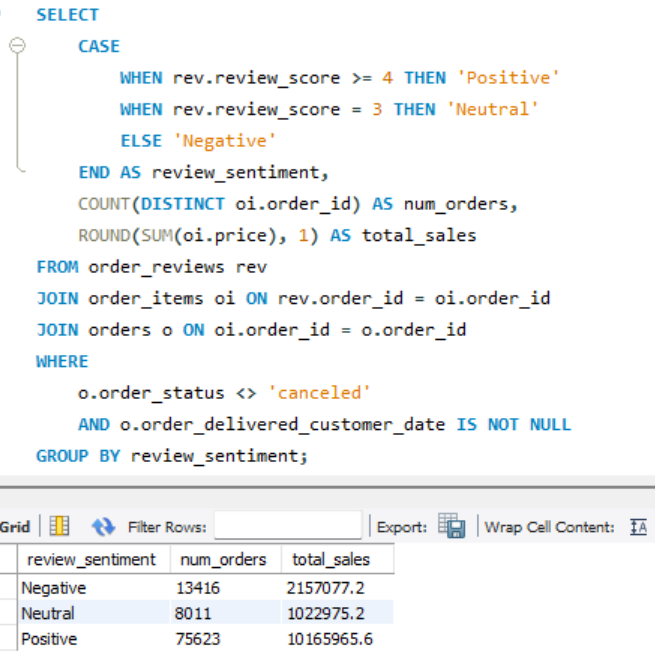 SELECT
CASE
WHEN rev.review_score >= 4 THEN 'Positive'
WHEN rev.review_score = 3 THEN 'Neutral'
ELSE 'Negative'
END AS review_sentiment,
COUNT(DISTINCT oi.order_id) AS num_orders,
ROUND(SUM(oi.price), 1) AS total_sales
FROM order_reviews rev
JOIN order_items oi ON rev.order_id = oi.order_id
JOIN orders o ON oi.order_id = o.order_id
WHERE
o.order_status <> 'canceled'
AND o.order_delivered_customer_date IS NOT NULL
GROUP BY review_sentiment;
Grid Filter Rows: Export: Wrap Cell Content: IA
review_sentiment num_orders total_sales
Negative 13416 2157077.2
Neutral 8011 1022975.2
Positive 75623 10165965.6